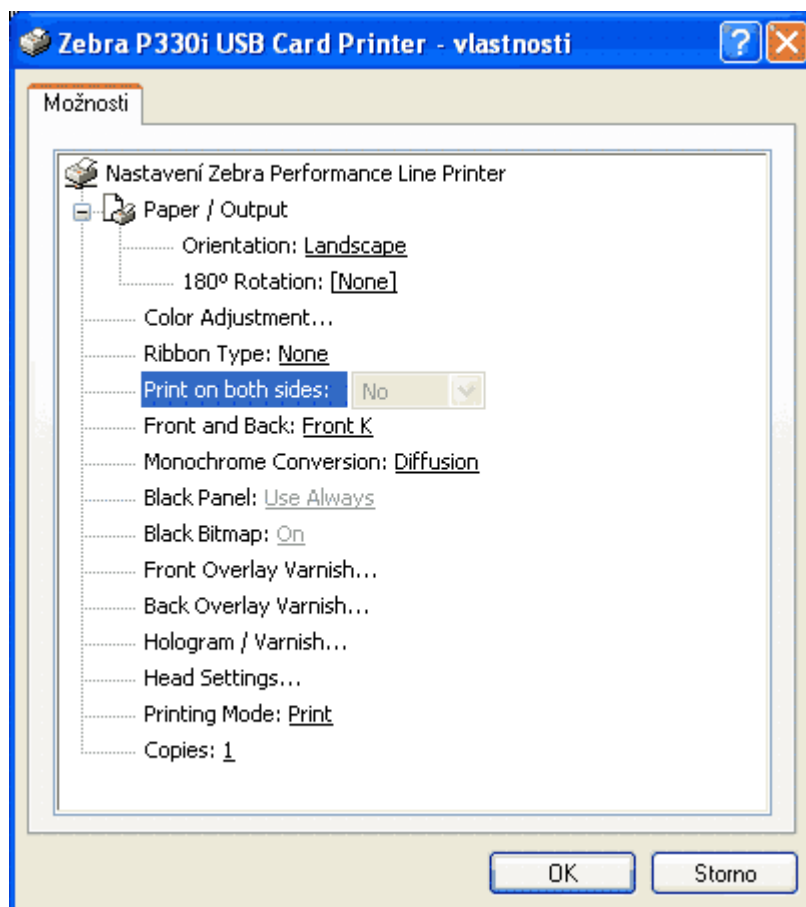 Zebra P330i USB Card Printer - vlastnosti
Možnosti
Nastavení Zebra Performance Line Printer
Paper / Output
Orientation: Landscape
180º Rotation: [None]
Color Adjustment...
Ribbon Type: None
Print on both sides: No
Front and Back: Front K
Monochrome Conversion: Diffusion
Black Panel: Use Always
Black Bitmap: On
Front Overlay Varnish...
Back Overlay Varnish...
Hologram / Varnish...
Head Settings...
Printing Mode: Print
Copies: 1
OK Storno